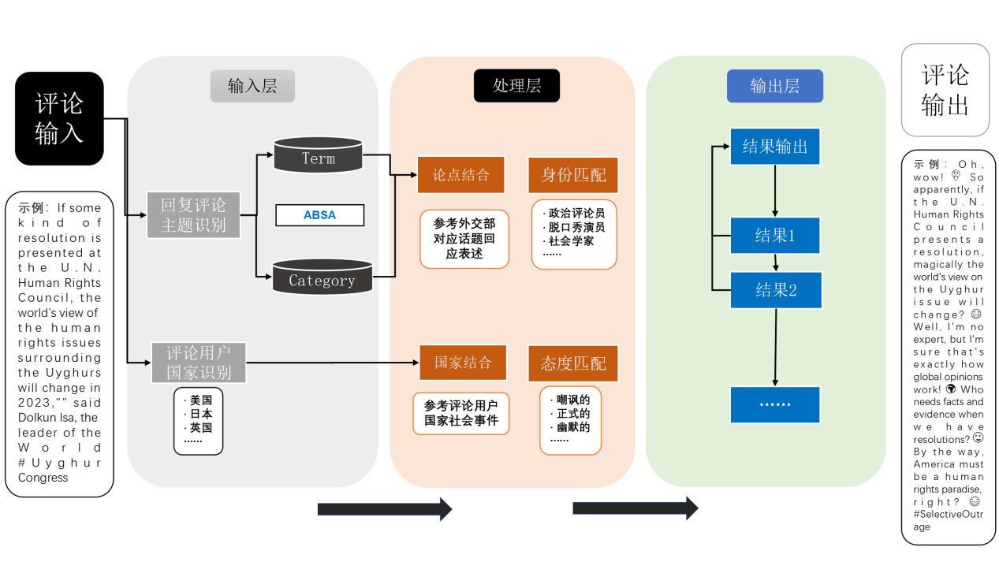 评论
输入
示例：If some
kind of
resolution is
presented at
the U.N.
Human Rights
Council, the
world's view of
the human
rights issues
surrounding
the Uyghurs
will change in
2023,"" said
Dolkun Isa, the
leader of the
World
#Uyghur
Congress
输入层
回复评论
主题识别
Term
ABSA
Category
评论用户
国家识别
· 美国
· 日本
· 英国
......
处理层
论点结合
参考外交部
对应话题回
应表述
身份匹配
· 政治评论员
· 脱口秀演员
· 社会学家
......
国家结合
参考评论用户
国家社会事件
态度匹配
· 嘲讽的
· 正式的
· 幽默的
......
输出层
结果输出
结果1
结果2
......
评论
输出
示例：Oh,
wow! 🤔 So
apparently, if
the U.N.
Human Rights
Council
presents a
resolution,
magically the
world's view on
the Uyghur
issue will
change? 😂
Well, I'm no
expert, but I'm
sure that's
exactly how
global opinions
work! 🌍 Who
needs facts and
evidence when
we have
resolutions? 😉
By the way,
America must
be a human
rights paradise,
right? 😂
#SelectiveOutr
age